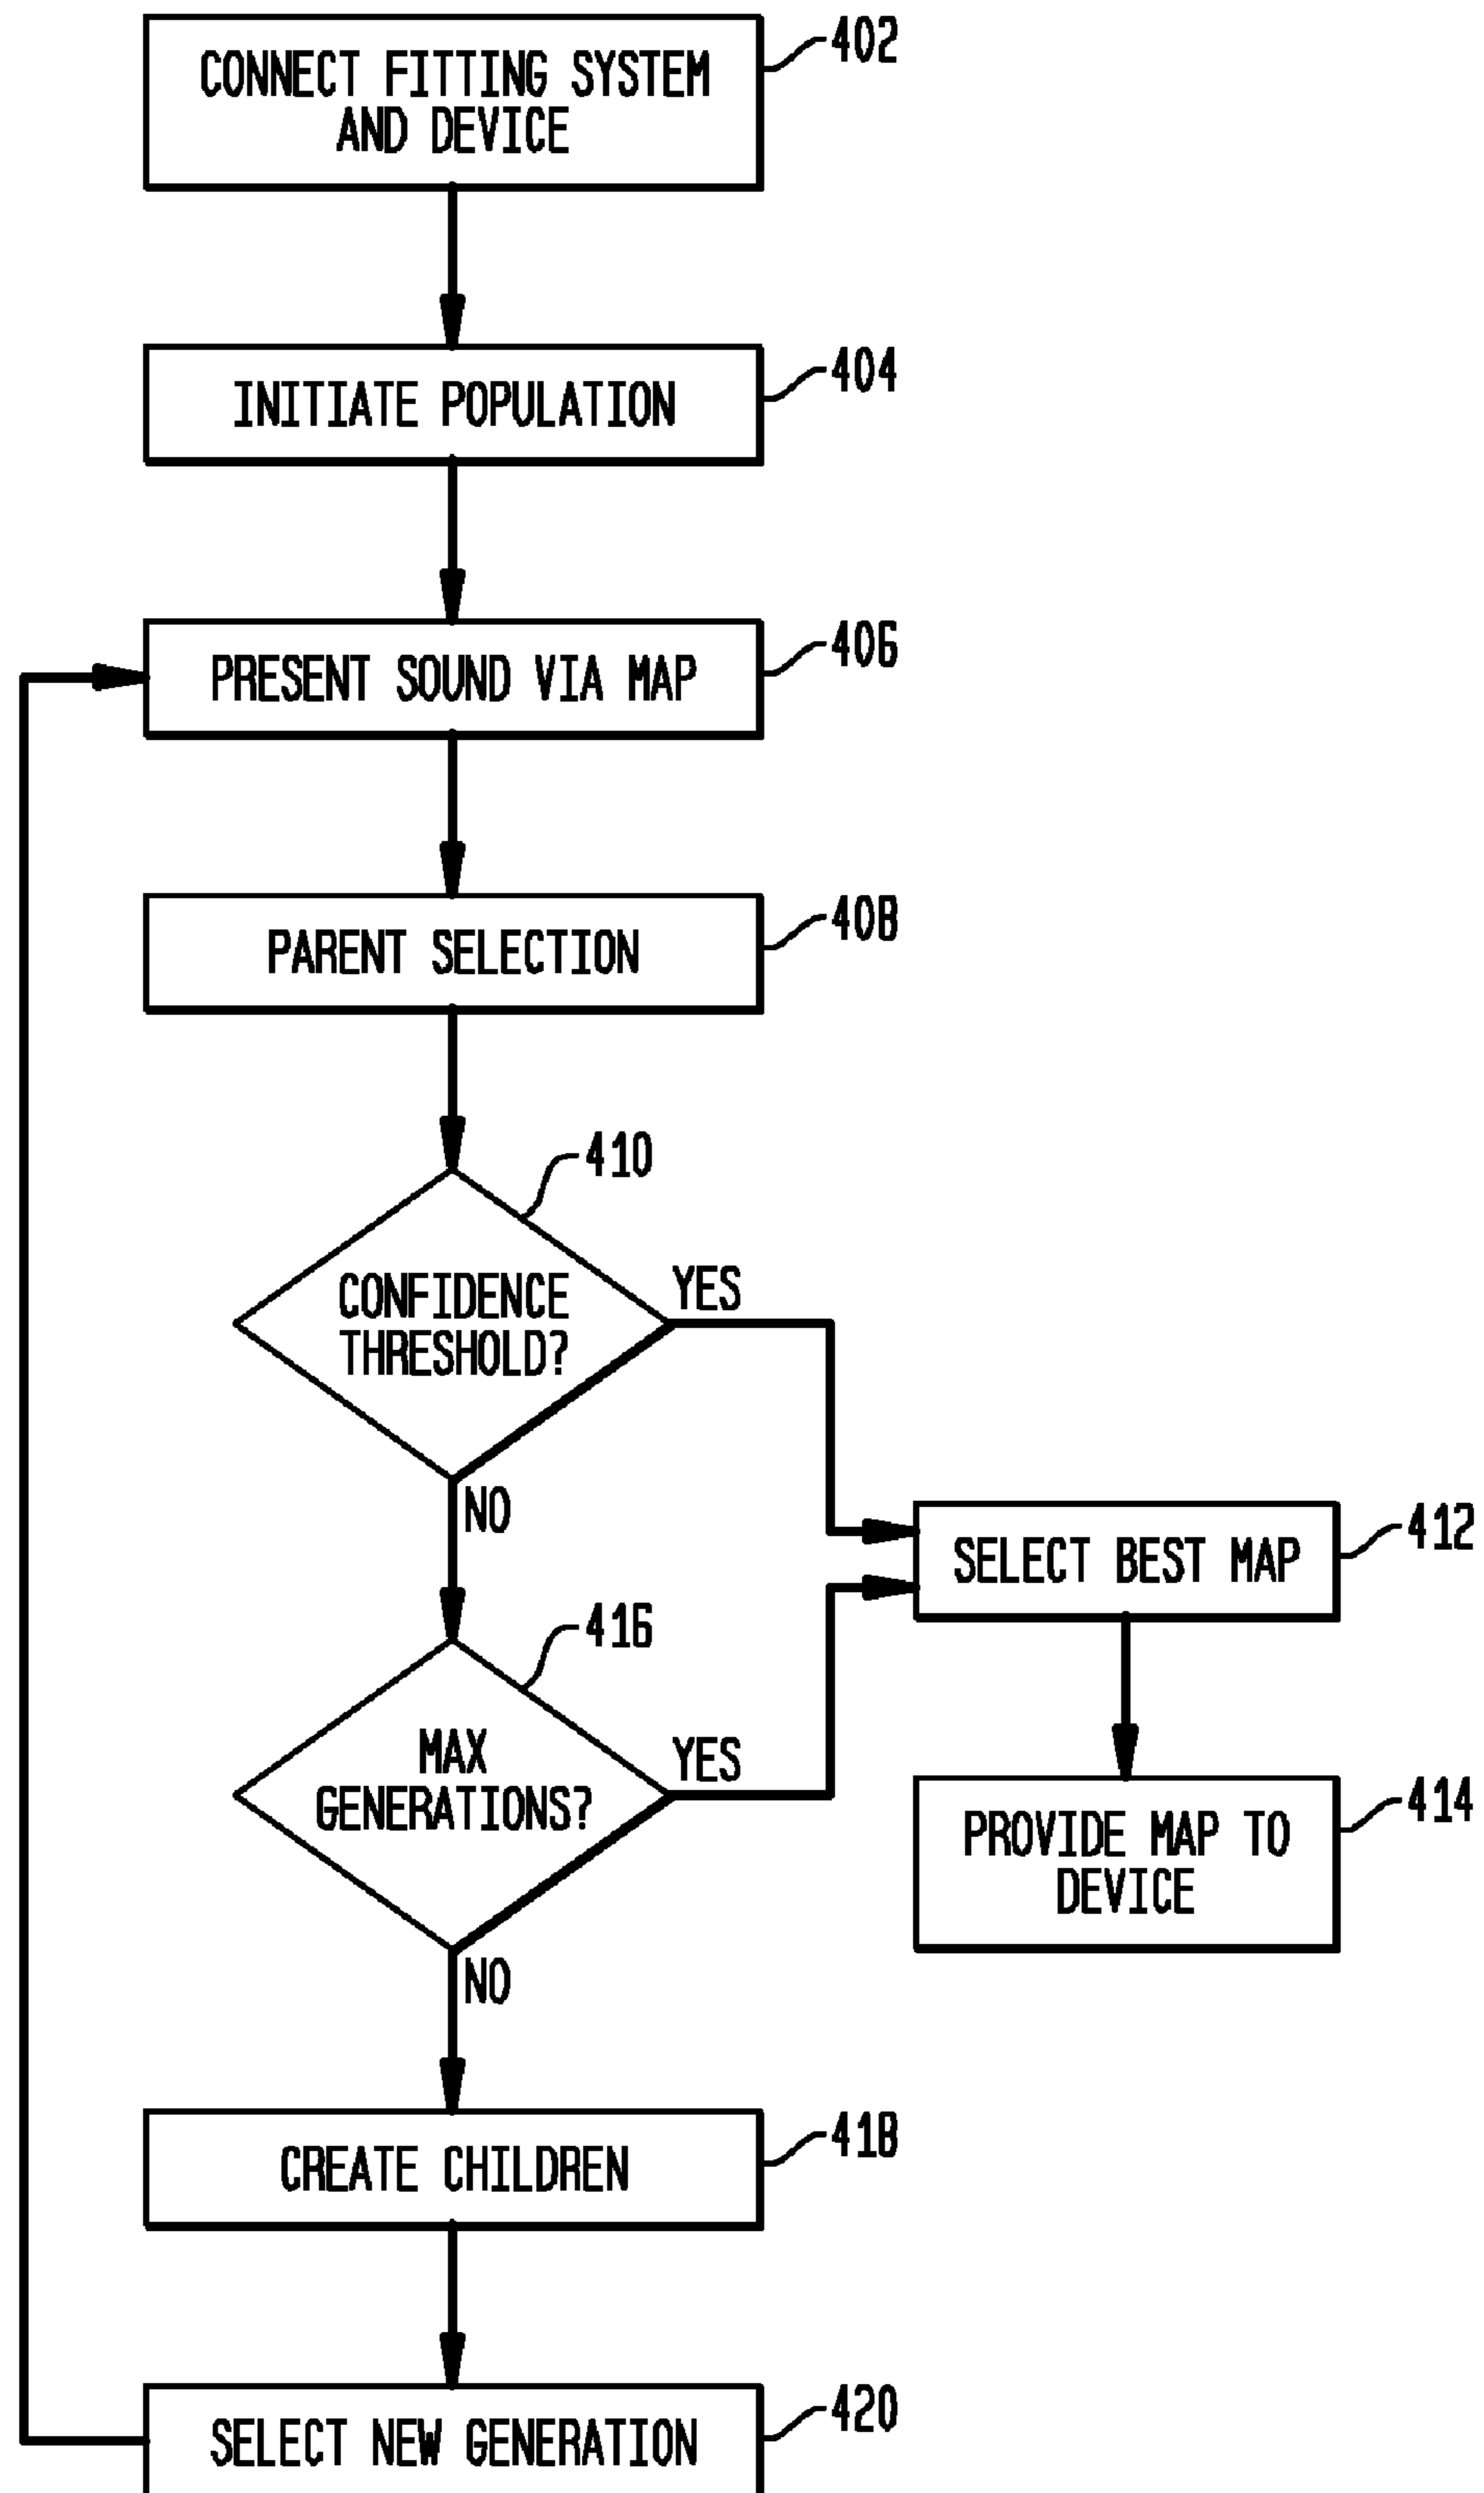 CONNECT FITTING SYSTEM
AND DEVICE
402
INITIATE POPULATION
404
PRESENT SOUND VIA MAP
406
PARENT SELECTION
408
410
CONFIDENCE
THRESHOLD?
YES
NO
SELECT BEST MAP
412
416
MAX
GENERATIONS?
YES
NO
PROVIDE MAP TO
DEVICE
414
CREATE CHILDREN
418
SELECT NEW GENERATION
420